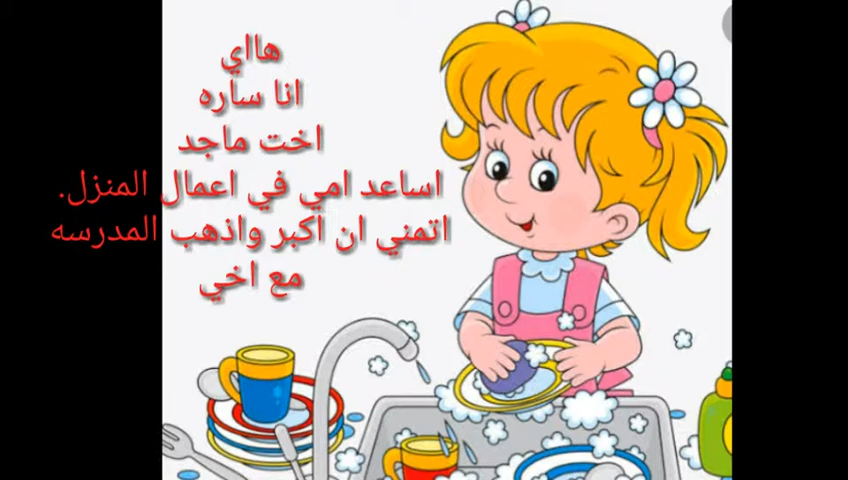 هااي
انا ساره
اخت ماجد
اساعد امي في اعمال المنزل.
اتمني ان اكبر واذهب المدرسه
مع اخي